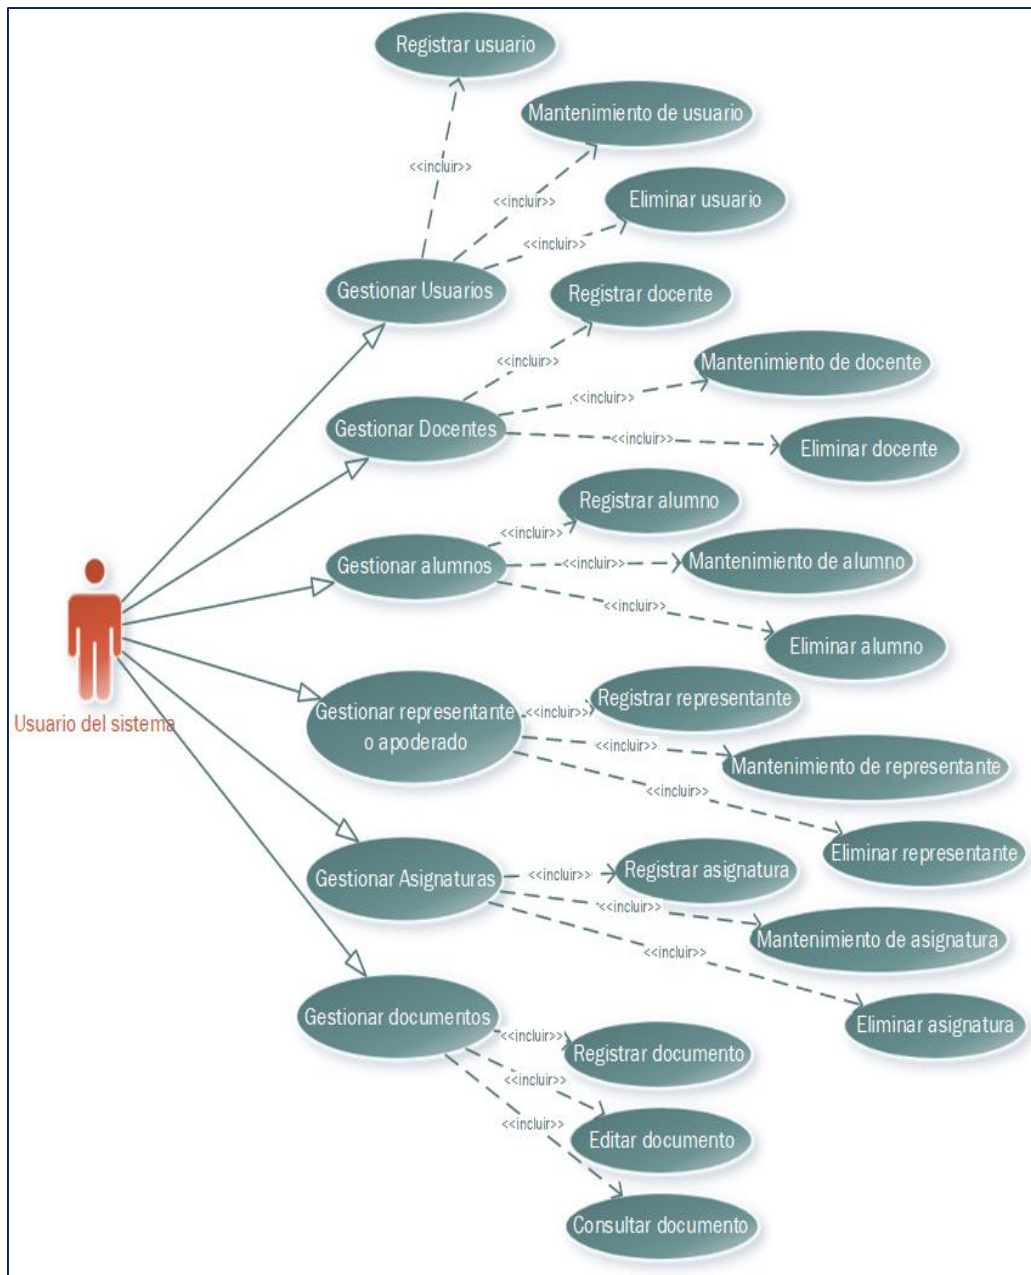 Registrar usuario
Mantenimiento de usuario
<<incluir>>
Eliminar usuario
<<incluir>>
<<incluir>>
Gestionar Usuarios
Registrar docente
<<incluir>>
Mantenimiento de docente
<<incluir>>
Gestionar Docentes
<<incluir>>
Eliminar docente
Registrar alumno
<<incluir>>
Gestionar alumnos
<<incluir>>
Mantenimiento de alumno
<<incluir>>
Eliminar alumno
Usuario del sistema
Gestionar representante
o apoderado
<<incluir>>
Registrar representante
<<incluir>>
Mantenimiento de representante
<<incluir>>
Eliminar representante
Gestionar Asignaturas
<<incluir>>
Registrar asignatura
<<incluir>>
Mantenimiento de asignatura
<<incluir>>
Eliminar asignatura
Gestionar documentos
<<incluir>>
Registrar documento
<<incluir>>
Editar documento
<<incluir>>
Consultar documento